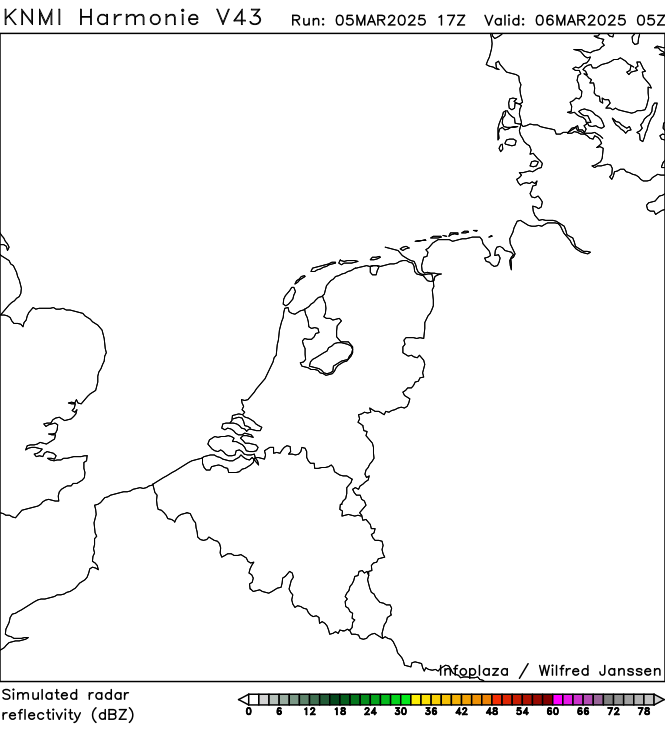 KNMI Harmonie V43 Run: 05MAR2025 17Z Valid: 06MAR2025 05Z
infoplaza / Wilfred Janssen
Simulated radar
reflectivity (dBZ)
0 6 12 18 24 30 36 42 48 54 60 66 72 78